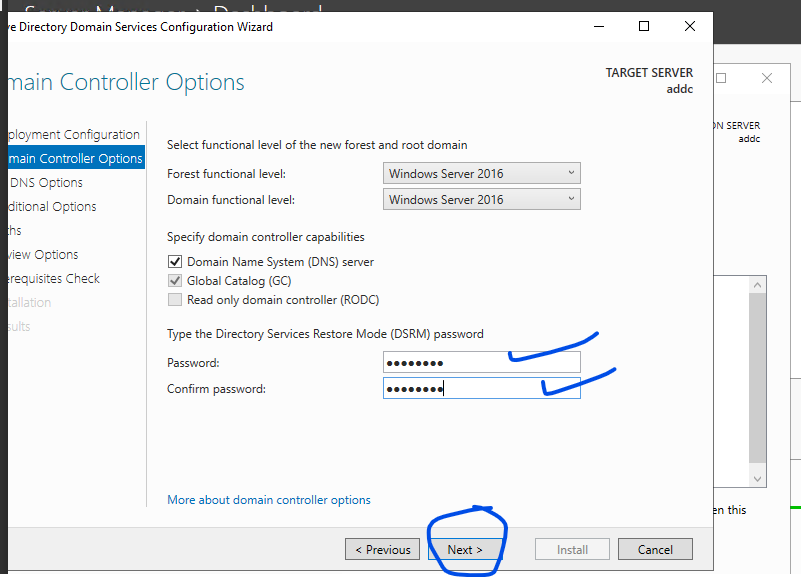 Server Manager > Dashboard
ve Directory Domain Services Configuration Wizard
main Controller Options
TARGET SERVER
addc
ployment Configuration
main Controller Options
DNS Options
ditional Options
ths
view Options
erequisites Check
tallation
sults
Select functional level of the new forest and root domain
Forest functional level: Windows Server 2016
Domain functional level: Windows Server 2016
Specify domain controller capabilities
Domain Name System (DNS) server
Global Catalog (GC)
Read only domain controller (RODC)
Type the Directory Services Restore Mode (DSRM) password
Password: ●●●●●●●●
Confirm password: ●●●●●●●●
More about domain controller options
< Previous Next > Install Cancel
ON SERVER
addc
en this